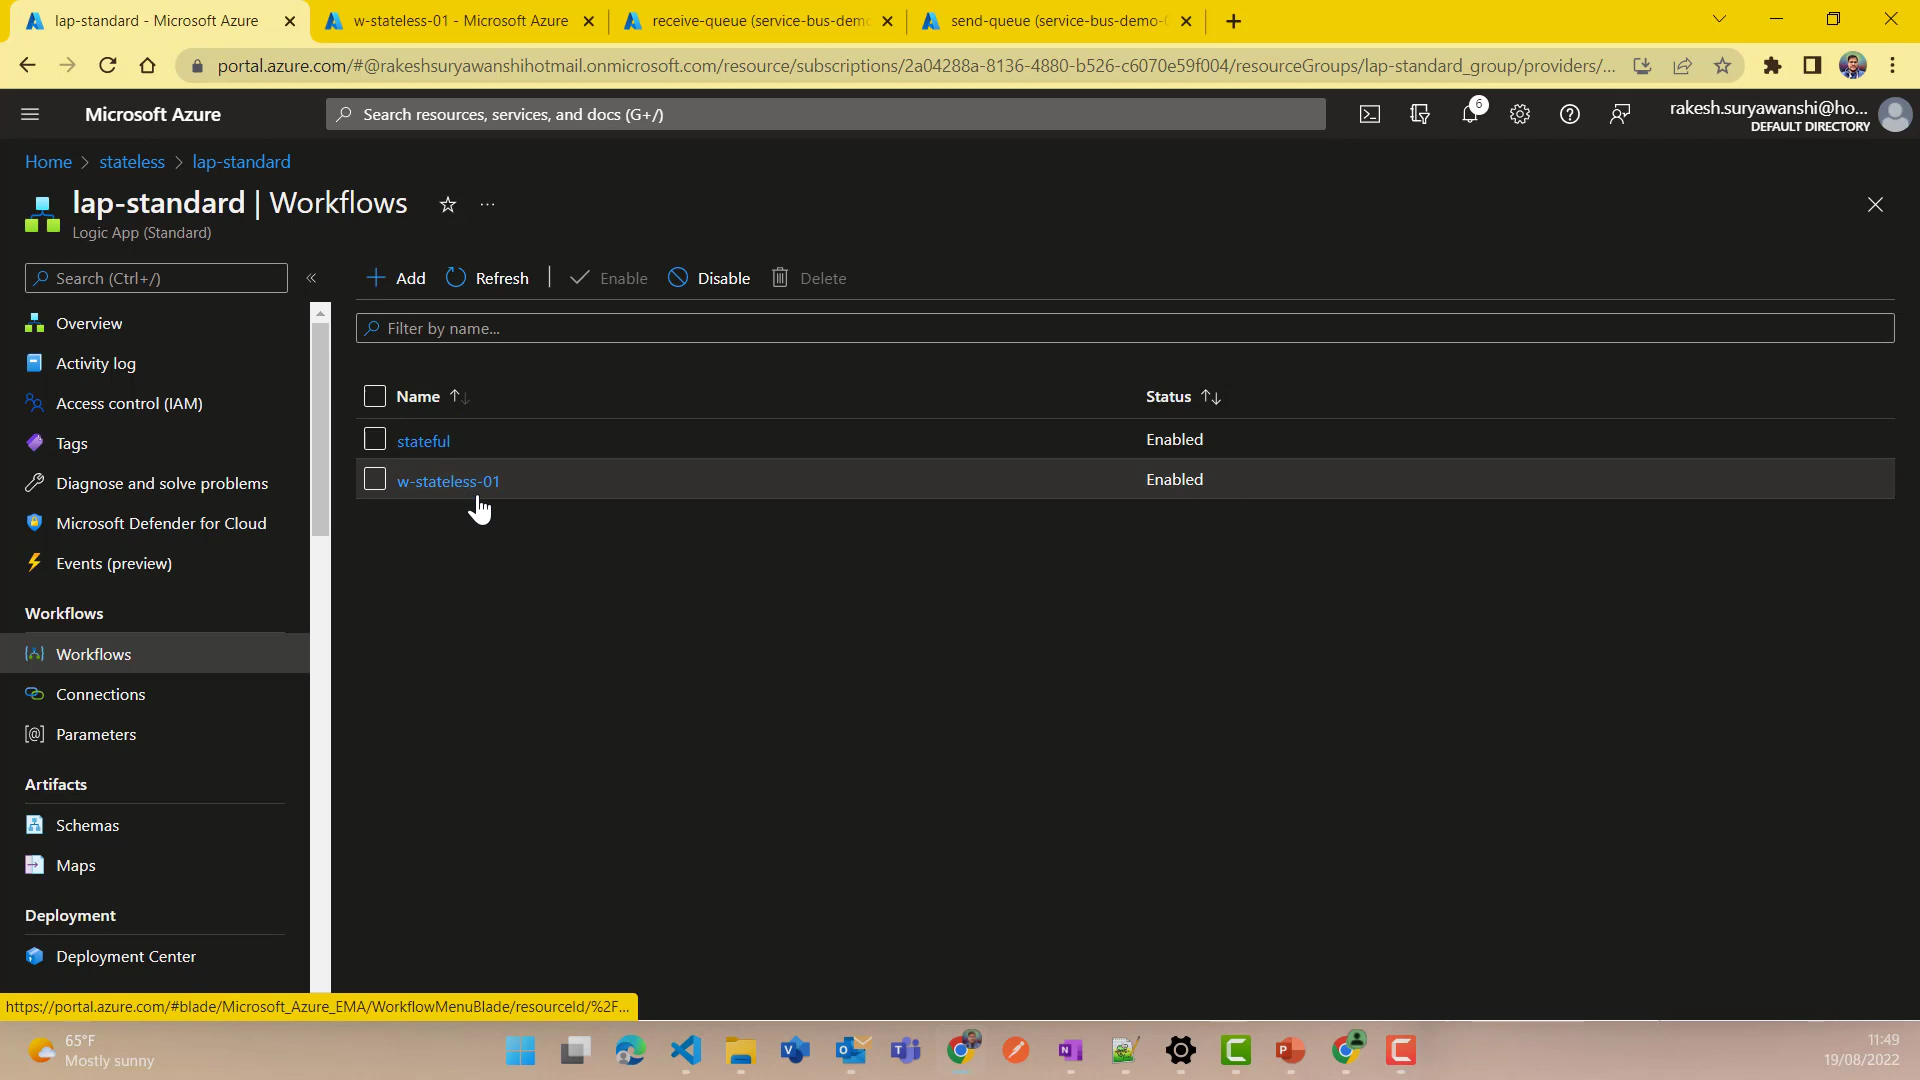 lap-standard - Microsoft Azure
w-stateless-01 - Microsoft Azure
receive-queue (service-bus-demo
send-queue (service-bus-demo-0
portal.azure.com/#@rakeshsuryawanshihotmail.onmicrosoft.com/resource/subscriptions/2a04288a-8136-4880-b526-c6070e59f004/resourceGroups/lap-standard_group/providers/...
Microsoft Azure
Search resources, services, and docs (G+/)
6
rakesh.suryawanshi@ho...
DEFAULT DIRECTORY
Home > stateless > lap-standard
lap-standard | Workflows
...
Logic App (Standard)
Search (Ctrl+/)
«
Add
Refresh
Enable
Disable
Delete
Overview
Activity log
Access control (IAM)
Tags
Diagnose and solve problems
Microsoft Defender for Cloud
Events (preview)
Workflows
Workflows
Connections
Parameters
Artifacts
Schemas
Maps
Deployment
Deployment Center
Filter by name...
Name
Status
stateful
Enabled
w-stateless-01
Enabled
https://portal.azure.com/#blade/Microsoft_Azure_EMA/WorkflowMenuBlade/resourceId/%2F...
65°F
Mostly sunny
11:49
19/08/2022